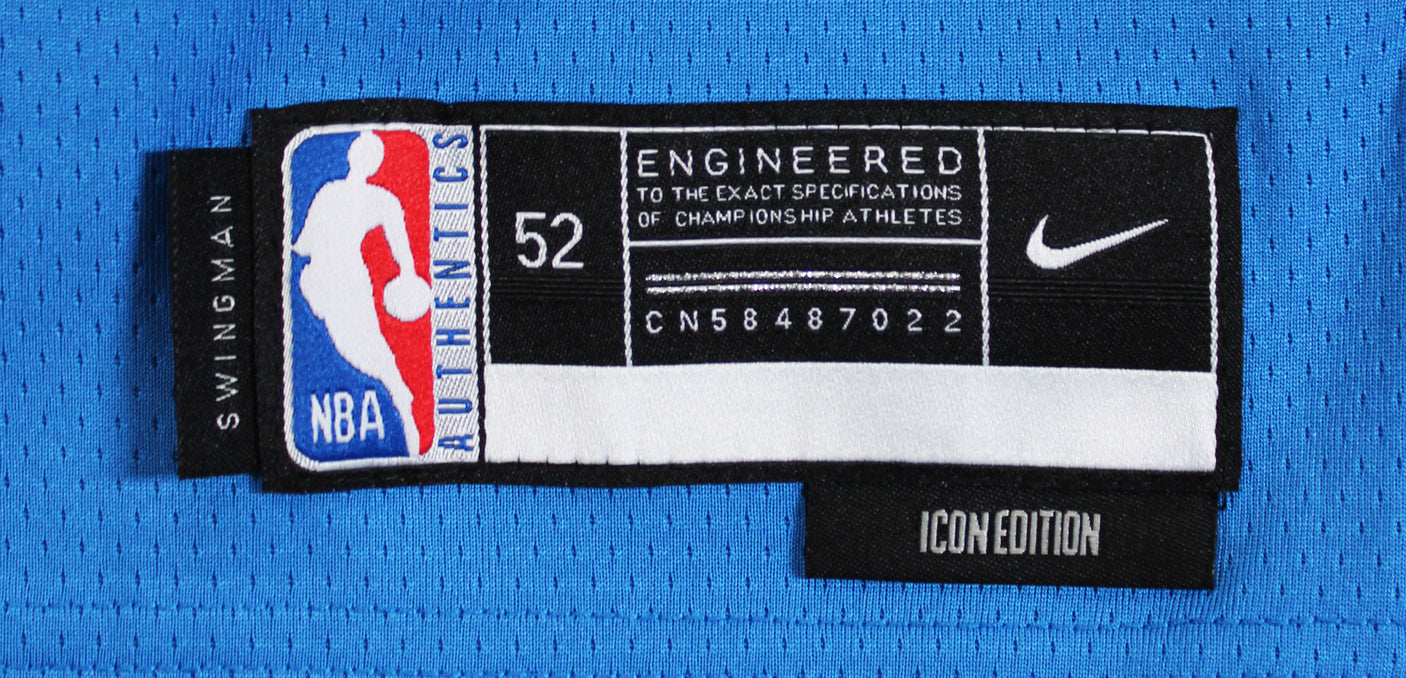 SWINGMAN
NBA
AUTHENTICS
52
ENGINEERED
TO THE EXACT SPECIFICATIONS
OF CHAMPIONSHIP ATHLETES
CN58487022
ICON EDITION